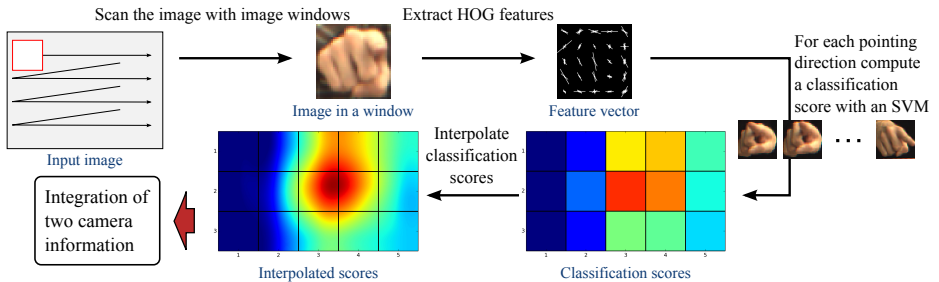 Scan the image with image windows
Extract HOG features
For each pointing
direction compute
a classification
score with an SVM
Input image
Image in a window
Feature vector
Interpolate
classification
scores
Integration of
two camera
information
1
2
3
1 2 3 4 5
Interpolated scores
1
2
3
1 2 3 4 5
Classification scores